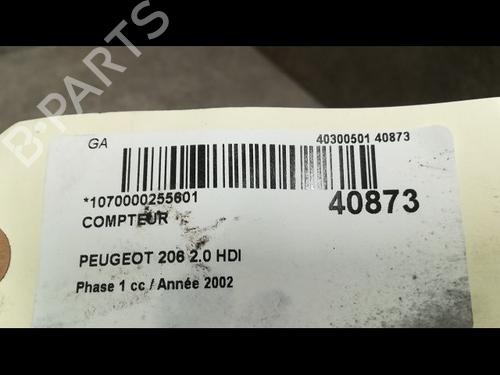 B-PARTS
GA
40300501 40873
*1070000255601
40873
COMPTEUR
PEUGEOT 206 2.0 HDI
Phase 1 cc / Année 2002